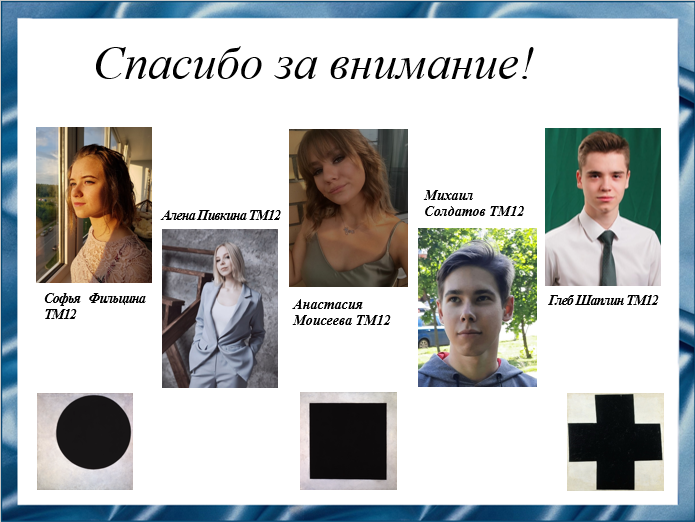 Спасибо за внимание!
Алена Пивкина ТМ12
Михаил
Солдатов ТМ12
Софья Фильцина
ТМ12
Анастасия
Моисеева ТМ12
Глеб Шаплин ТМ12